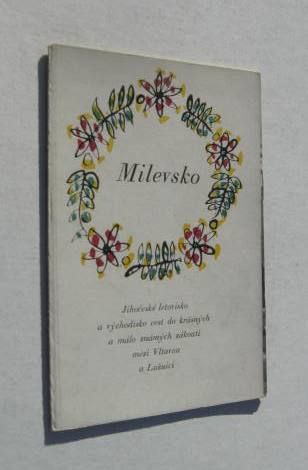 Milevsko
Jihočeské letovisko
a východisko cest do krásných
a málo známých zákoutí
mezi Vltavou
a Lužnicí